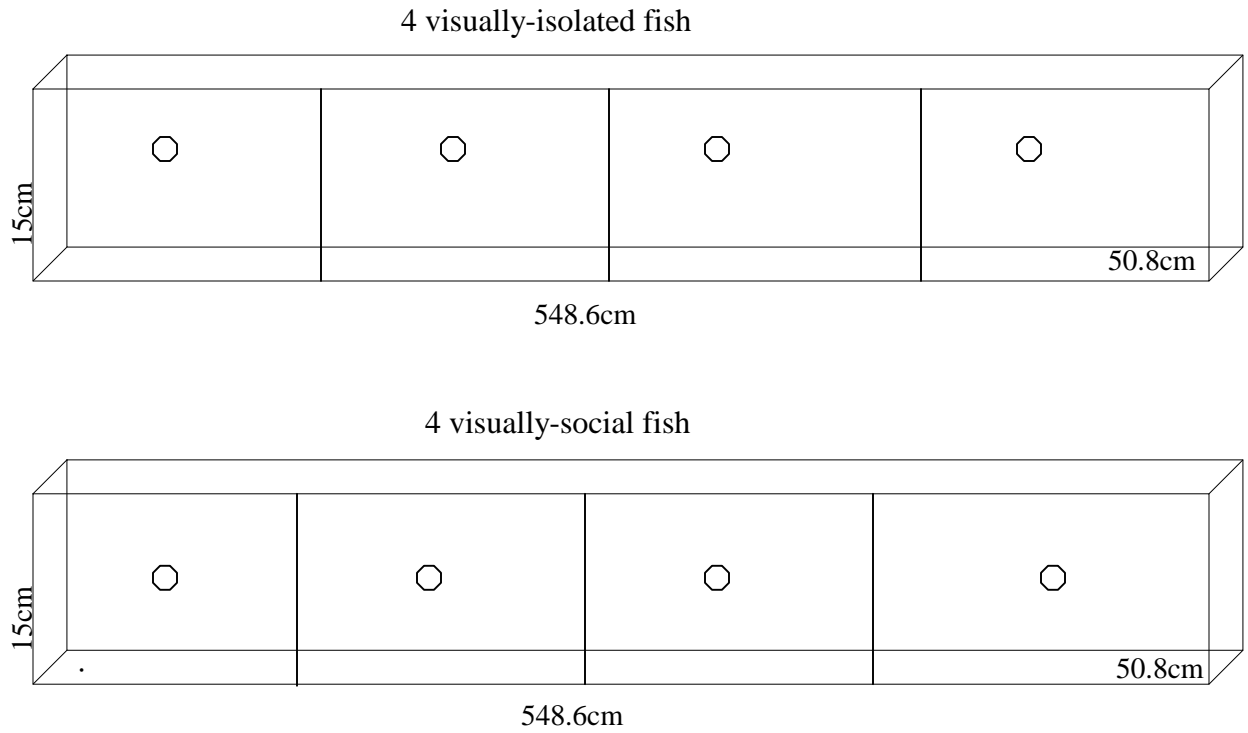 4 visually-isolated fish
15cm
50.8cm
548.6cm
4 visually-social fish
15cm
.
50.8cm
548.6cm